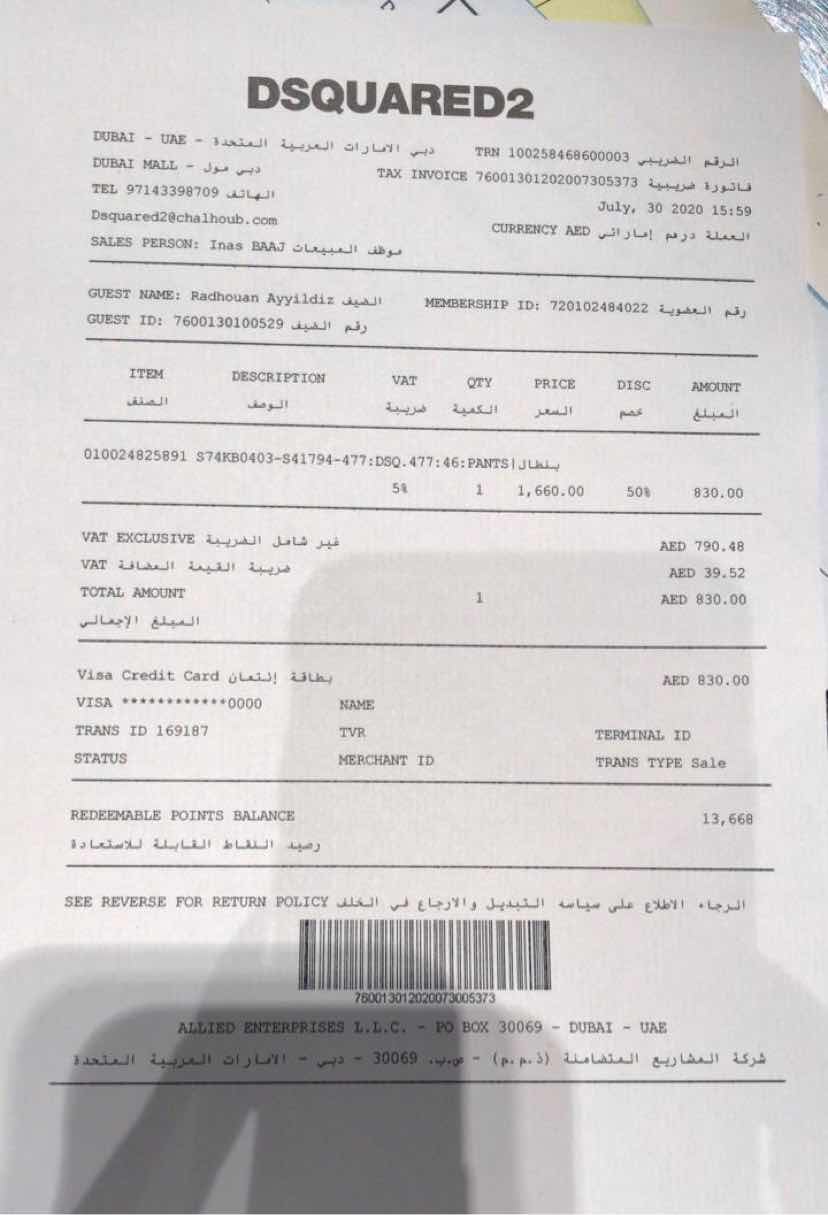 DSQUARED2
DUBAI - UAE - دبي الامارات العربية المتحدة
TRN 100258468600003 الرقم الضريبي
DUBAI MALL - دبي مول
TAX INVOICE 76001301202007305373 فاتورة ضريبية
TEL 97143398709 الهاتف
July, 30 2020 15:59
Dsquared2@chalhoub.com
CURRENCY AED العملة درهم إماراتي
SALES PERSON: Inas BAAJ موظف المبيعات
GUEST NAME: Radhouan Ayyildiz الضيف
MEMBERSHIP ID: 720102484022 رقم العضوية
GUEST ID: 7600130100529 رقم الضيف
ITEM DESCRIPTION VAT QTY PRICE DISC AMOUNT
الصنف الوصف ضريبة الكمية السعر خصم المبلغ
010024825891 S74KB0403-S41794-477:DSQ.477:46:PANTS|بنطال
5% 1 1,660.00 50% 830.00
VAT EXCLUSIVE غير شامل الضريبة AED 790.48
VAT ضريبة القيمة المضافة AED 39.52
TOTAL AMOUNT 1 AED 830.00
المبلغ الإجمالي
Visa Credit Card بطاقة إئتمان AED 830.00
VISA ************0000 NAME
TRANS ID 169187 TVR TERMINAL ID
STATUS MERCHANT ID TRANS TYPE Sale
REDEEMABLE POINTS BALANCE 13,668
رصيد النقاط القابلة للاستعادة
SEE REVERSE FOR RETURN POLICY الرجاء الاطلاع على سياسه التبديل والارجاع في الخلف
760013012020073005373
ALLIED ENTERPRISES L.L.C. - PO BOX 30069 - DUBAI - UAE
شركة المشاريع المتضامنة (ذ.م.م) - ص.ب. 30069 - دبي - الامارات العربية المتحدة